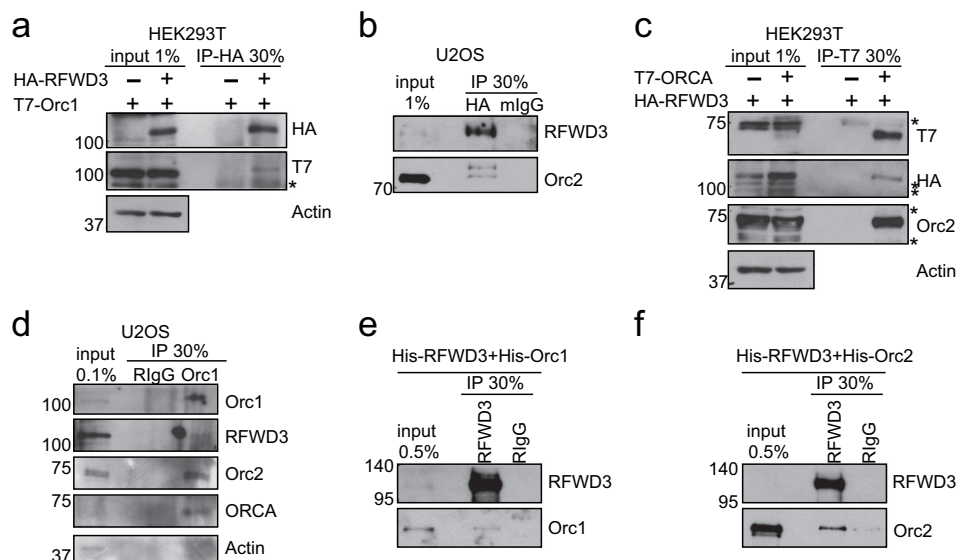 a
HEK293T
input 1% IP-HA 30%
HA-RFWD3 – + – +
T7-Orc1 + + + +
100 HA
100 T7
*
37 Actin
b
U2OS
input 1% IP 30%
HA mIgG
RFWD3
70 Orc2
c
HEK293T
input 1% IP-T7 30%
T7-ORCA – + – +
HA-RFWD3 + + + +
75 *
T7
100 HA
*
*
75 *
Orc2
*
37 Actin
d
U2OS
input 0.1% IP 30%
RIgG Orc1
100 Orc1
100 RFWD3
75 Orc2
75 ORCA
37 Actin
e
His-RFWD3+His-Orc1
IP 30%
input 0.5% RFWD3 RIgG
140
RFWD3
95
Orc1
f
His-RFWD3+His-Orc2
IP 30%
input 0.5% RFWD3 RIgG
140
RFWD3
95
Orc2